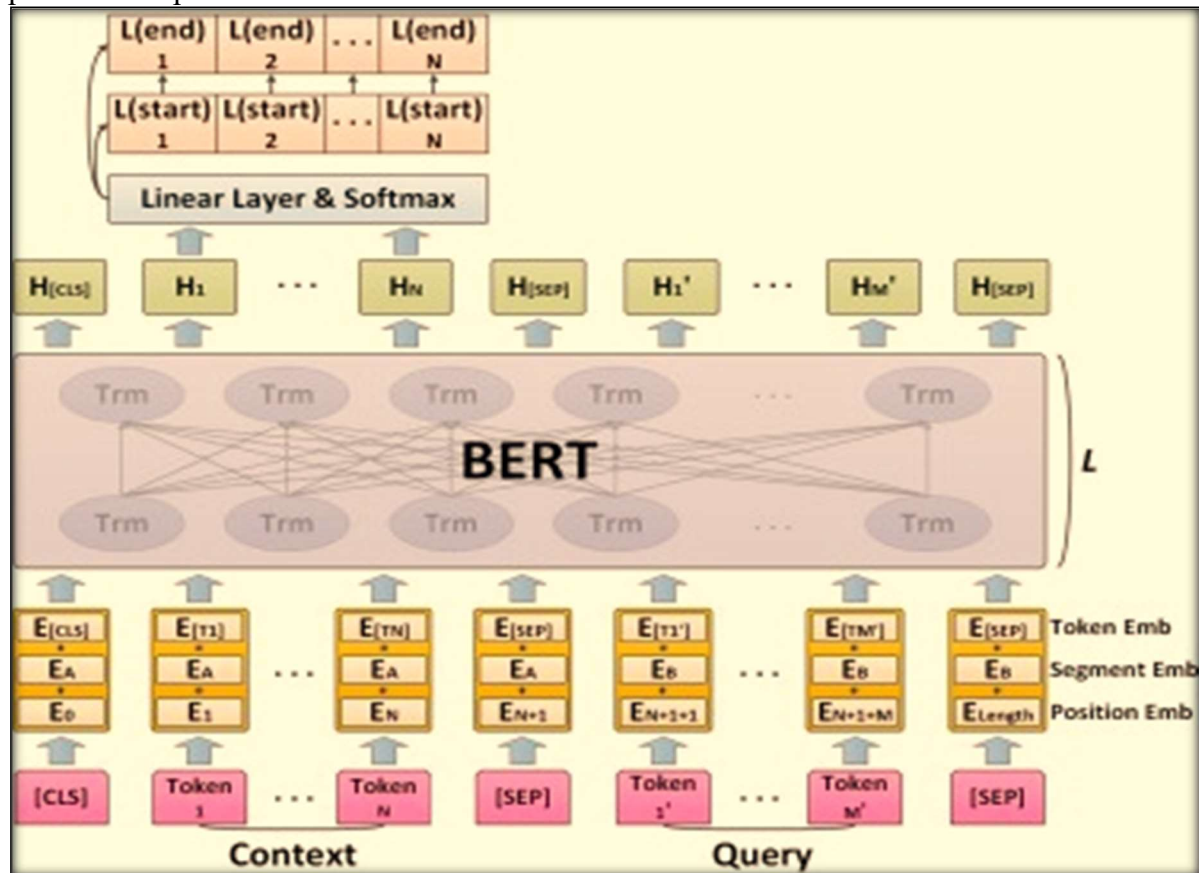 L(end) L(end) ... L(end)
1 2 N
L(start) L(start) ... L(start)
1 2 N
Linear Layer & Softmax
H[CLS] H1 ... HN H[SEP] H1' ... HM' H[SEP]
Trm Trm Trm Trm ... Trm
BERT
L
Trm Trm Trm Trm ... Trm
E[CLS] E[T1] E[TN] E[SEP] E[T1'] E[TM'] E[SEP] Token Emb
EA EA ... EA EA EB ... EB EB Segment Emb
E0 E1 EN EN+1 EN+1+1 EN+1+M ELength Position Emb
[CLS] Token 1 ... Token N [SEP] Token 1' ... Token M' [SEP]
Context Query